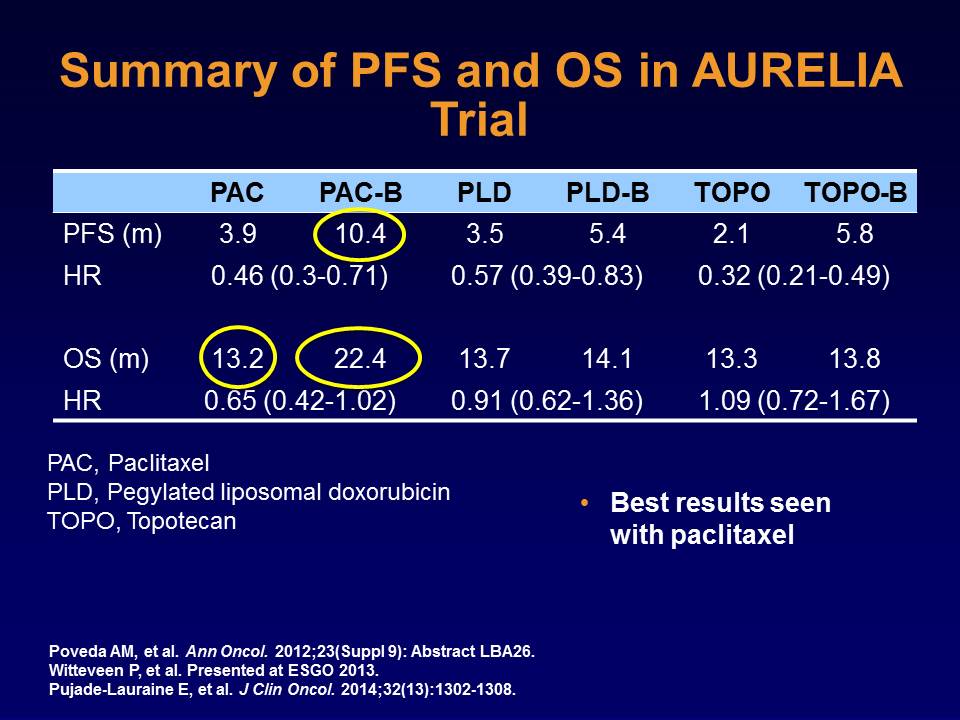 Summary of PFS and OS in AURELIA
Trial
PAC PAC-B PLD PLD-B TOPO TOPO-B
PFS (m) 3.9 10.4 3.5 5.4 2.1 5.8
HR 0.46 (0.3-0.71) 0.57 (0.39-0.83) 0.32 (0.21-0.49)
OS (m) 13.2 22.4 13.7 14.1 13.3 13.8
HR 0.65 (0.42-1.02) 0.91 (0.62-1.36) 1.09 (0.72-1.67)
PAC, Paclitaxel
PLD, Pegylated liposomal doxorubicin
TOPO, Topotecan
• Best results seen
with paclitaxel
Poveda AM, et al. Ann Oncol. 2012;23(Suppl 9): Abstract LBA26.
Witteveen P, et al. Presented at ESGO 2013.
Pujade-Lauraine E, et al. J Clin Oncol. 2014;32(13):1302-1308.